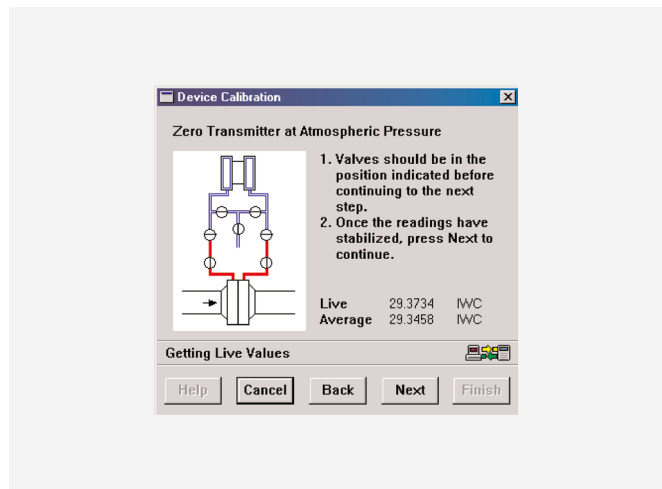 Device Calibration
Zero Transmitter at Atmospheric Pressure
1. Valves should be in the
position indicated before
continuing to the next
step.
2. Once the readings have
stabilized, press Next to
continue.
Live 29.3734 IWC
Average 29.3458 IWC
Getting Live Values
Help Cancel Back Next Finish